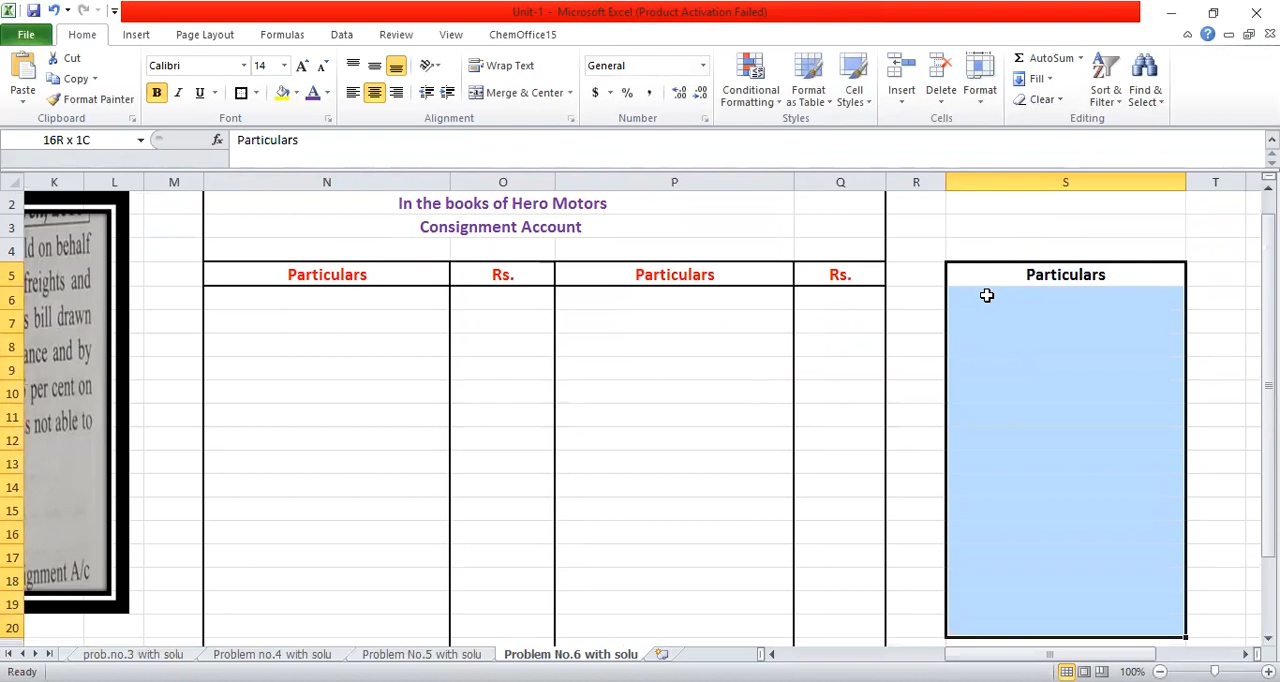 Unit-1 - Microsoft Excel (Product Activation Failed)
File Home Insert Page Layout Formulas Data Review View ChemOffice15
Paste
Cut
Copy
Format Painter
Clipboard
Calibri 14
B I U
Font
Wrap Text
Merge & Center
Alignment
General
$ % ,
Number
Conditional Formatting
Format as Table
Cell Styles
Styles
Insert Delete Format
Cells
AutoSum
Fill
Clear
Sort & Filter
Find & Select
Editing
16R x 1C fx Particulars
K L M N O P Q R S T
2 In the books of Hero Motors
3 Consignment Account
4
5 Particulars Rs. Particulars Rs. Particulars
6
7
8
9
10
11
12
13
14
15
16
17
18
19
20
ld on behalf
freights and
s bill drawn
ance and by
per cent on
s not able to
gnment A/c
prob.no.3 with solu Problem no.4 with solu Problem No.5 with solu Problem No.6 with solu
Ready 100%